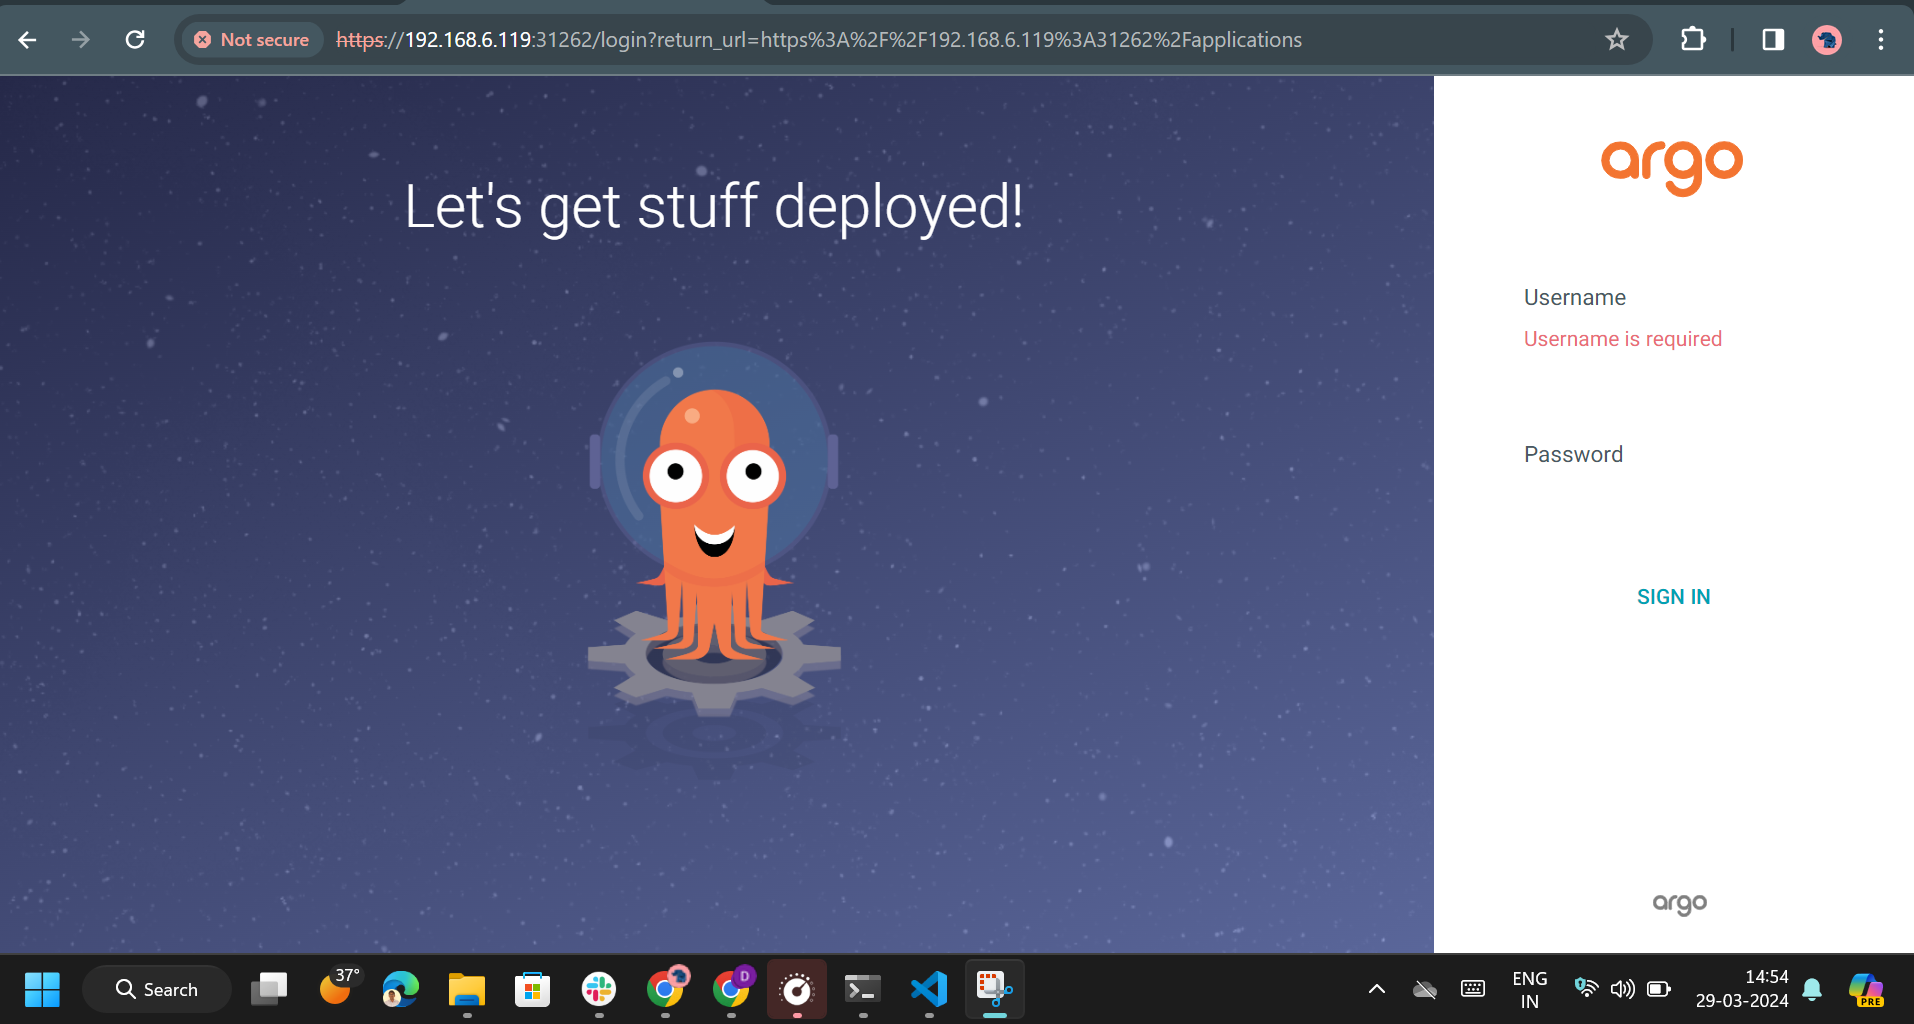 Not secure
https://192.168.6.119:31262/login?return_url=https%3A%2F%2F192.168.6.119%3A31262%2Fapplications
Let's get stuff deployed!
argo
Username
Username is required
Password
SIGN IN
argo
Search
37°
D
ENG
IN
14:54
29-03-2024
PRE